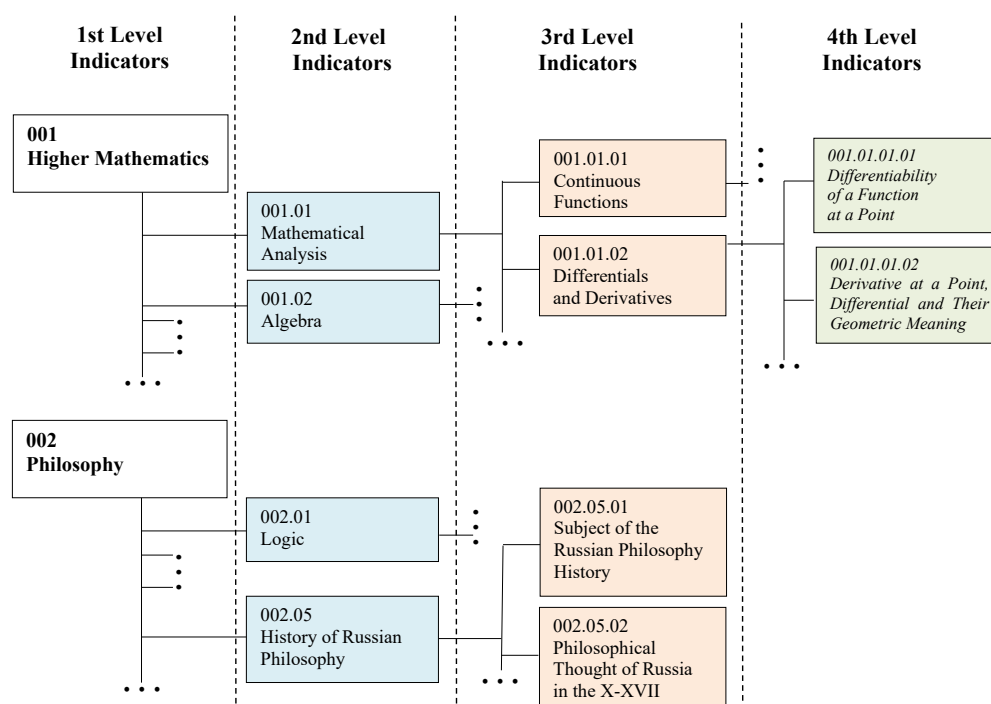 1st Level
Indicators
2nd Level
Indicators
3rd Level
Indicators
4th Level
Indicators
001
Higher Mathematics
001.01
Mathematical
Analysis
001.02
Algebra
001.01.01
Continuous
Functions
001.01.02
Differentials
and Derivatives
001.01.01.01
Differentiability
of a Function
at a Point
001.01.01.02
Derivative at a Point,
Differential and Their
Geometric Meaning
002
Philosophy
002.01
Logic
002.05
History of Russian
Philosophy
002.05.01
Subject of the
Russian Philosophy
History
002.05.02
Philosophical
Thought of Russia
in the X-XVII